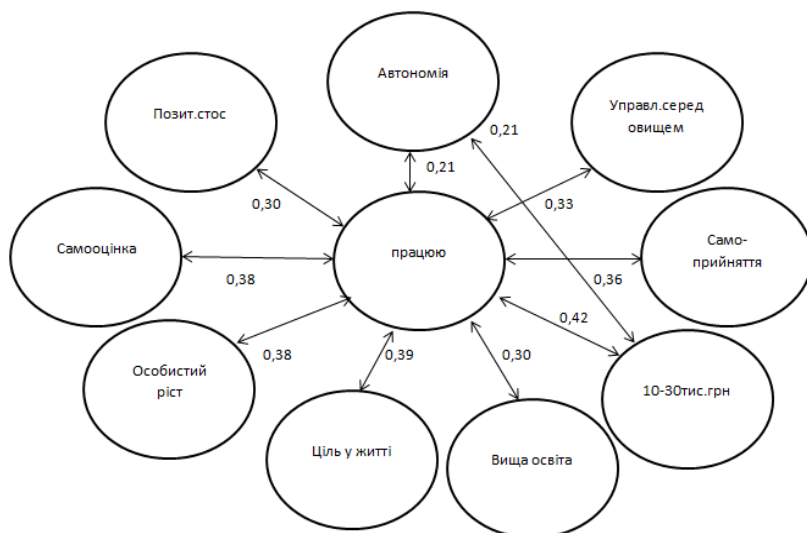 Автономія
Позит.стос
Управл.серед
овищем
0,21
0,21
0,30
0,33
Самооцінка
працюю
Само-
прийняття
0,38
0,36
0,42
0,38
0,39
0,30
Особистий
ріст
10-30тис.грн
Ціль у житті
Вища освіта